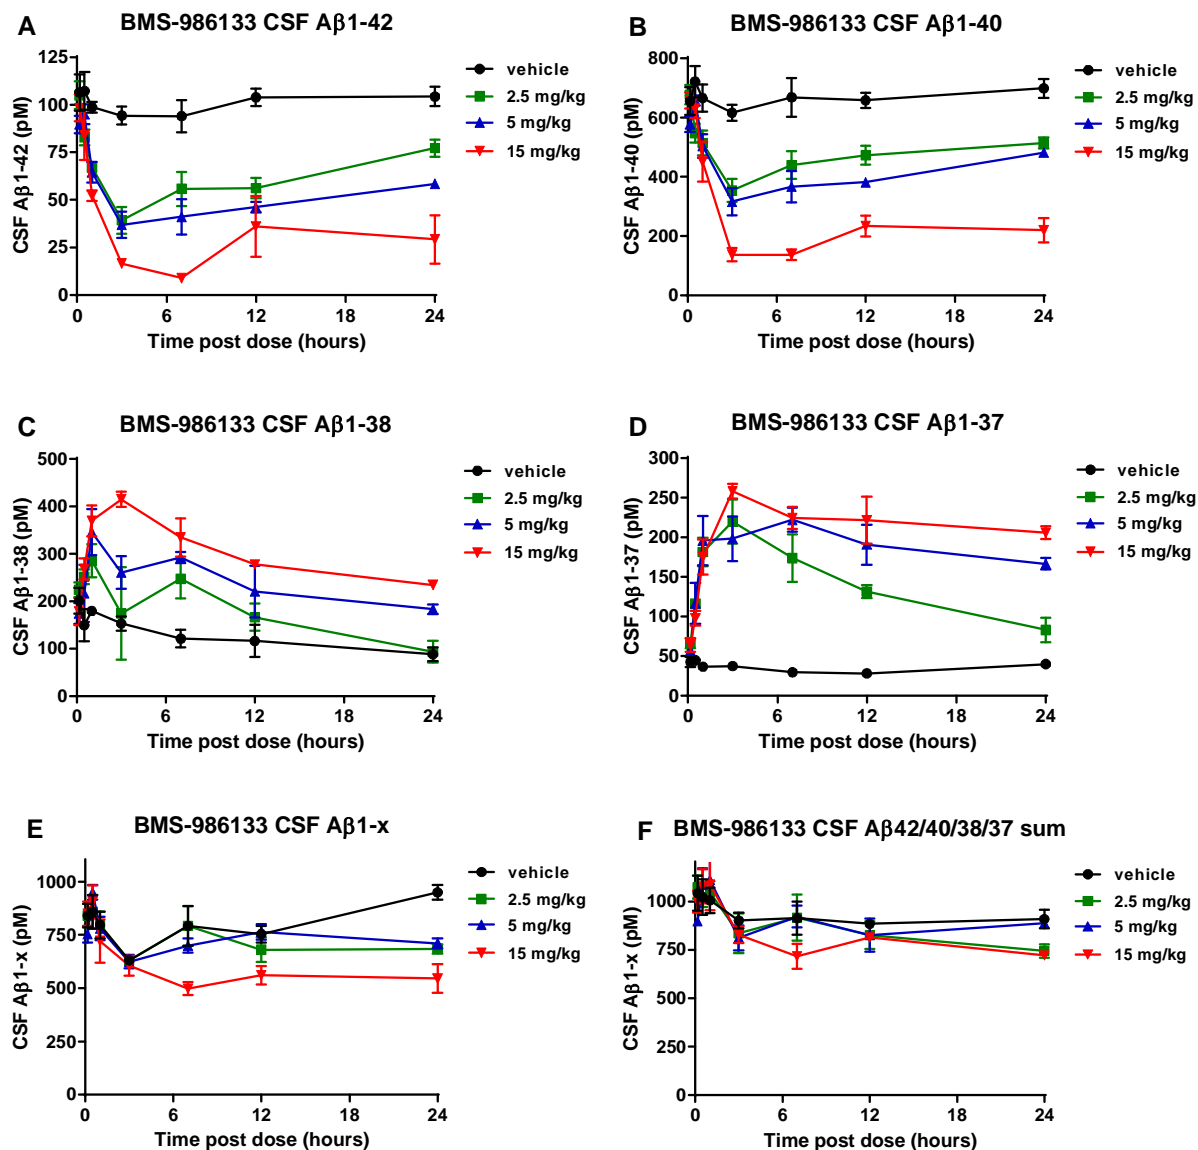 A
BMS-986133 CSF Aβ1-42
CSF Aβ1-42 (pM)
125
100
75
50
25
0
0 6 12 18 24
Time post dose (hours)
vehicle
2.5 mg/kg
5 mg/kg
15 mg/kg
B
BMS-986133 CSF Aβ1-40
CSF Aβ1-40 (pM)
800
600
400
200
0
0 6 12 18 24
Time post dose (hours)
vehicle
2.5 mg/kg
5 mg/kg
15 mg/kg
C
BMS-986133 CSF Aβ1-38
CSF Aβ1-38 (pM)
500
400
300
200
100
0
0 6 12 18 24
Time post dose (hours)
vehicle
2.5 mg/kg
5 mg/kg
15 mg/kg
D
BMS-986133 CSF Aβ1-37
CSF Aβ1-37 (pM)
300
250
200
150
100
50
0
0 6 12 18 24
Time post dose (hours)
vehicle
2.5 mg/kg
5 mg/kg
15 mg/kg
E
BMS-986133 CSF Aβ1-x
CSF Aβ1-x (pM)
1000
750
500
250
0
0 6 12 18 24
Time post dose (hours)
vehicle
2.5 mg/kg
5 mg/kg
15 mg/kg
F
BMS-986133 CSF Aβ42/40/38/37 sum
CSF Aβ1-x (pM)
1000
750
500
250
0
0 6 12 18 24
Time post dose (hours)
vehicle
2.5 mg/kg
5 mg/kg
15 mg/kg